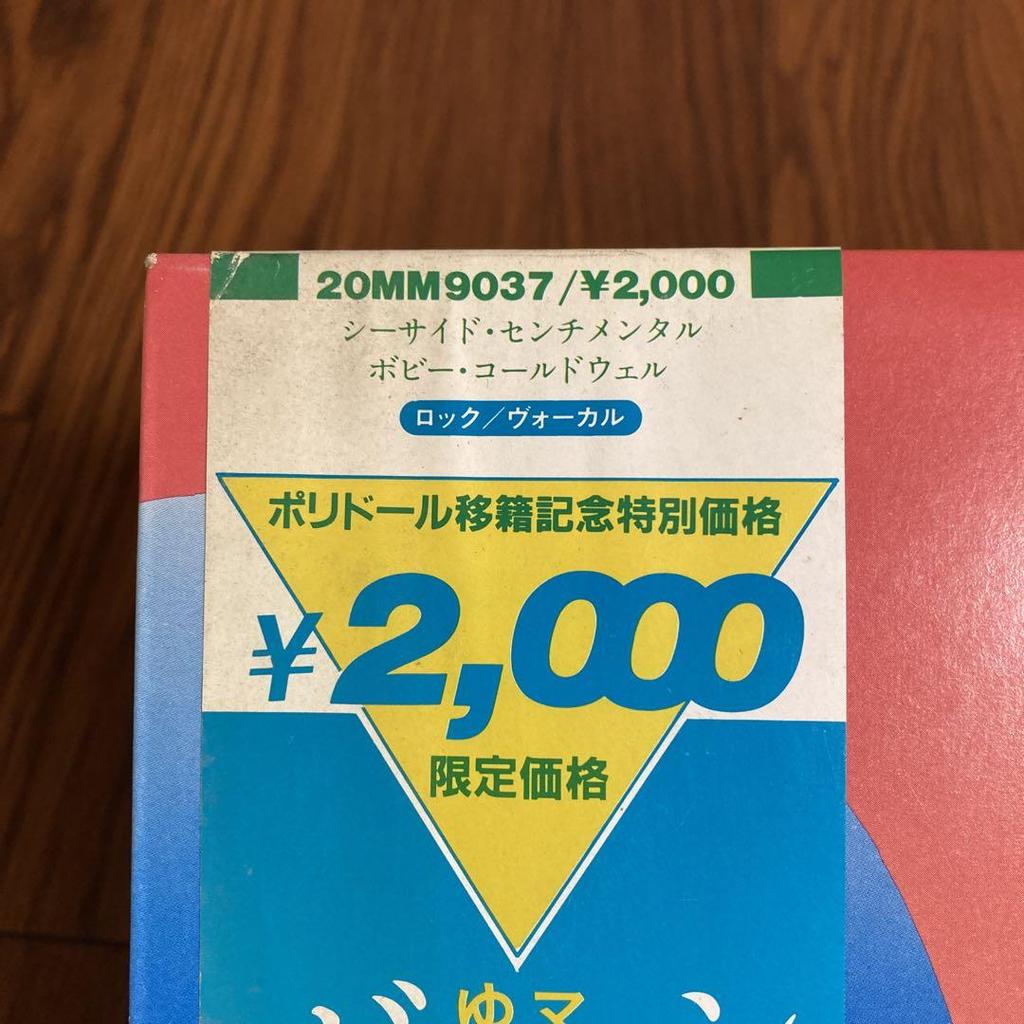 20MM9037/¥2,000
シーサイド・センチメンタル
ボビー・コールドウェル
ロック/ヴォーカル
ポリドール移籍記念特別価格
¥2,000
限定価格